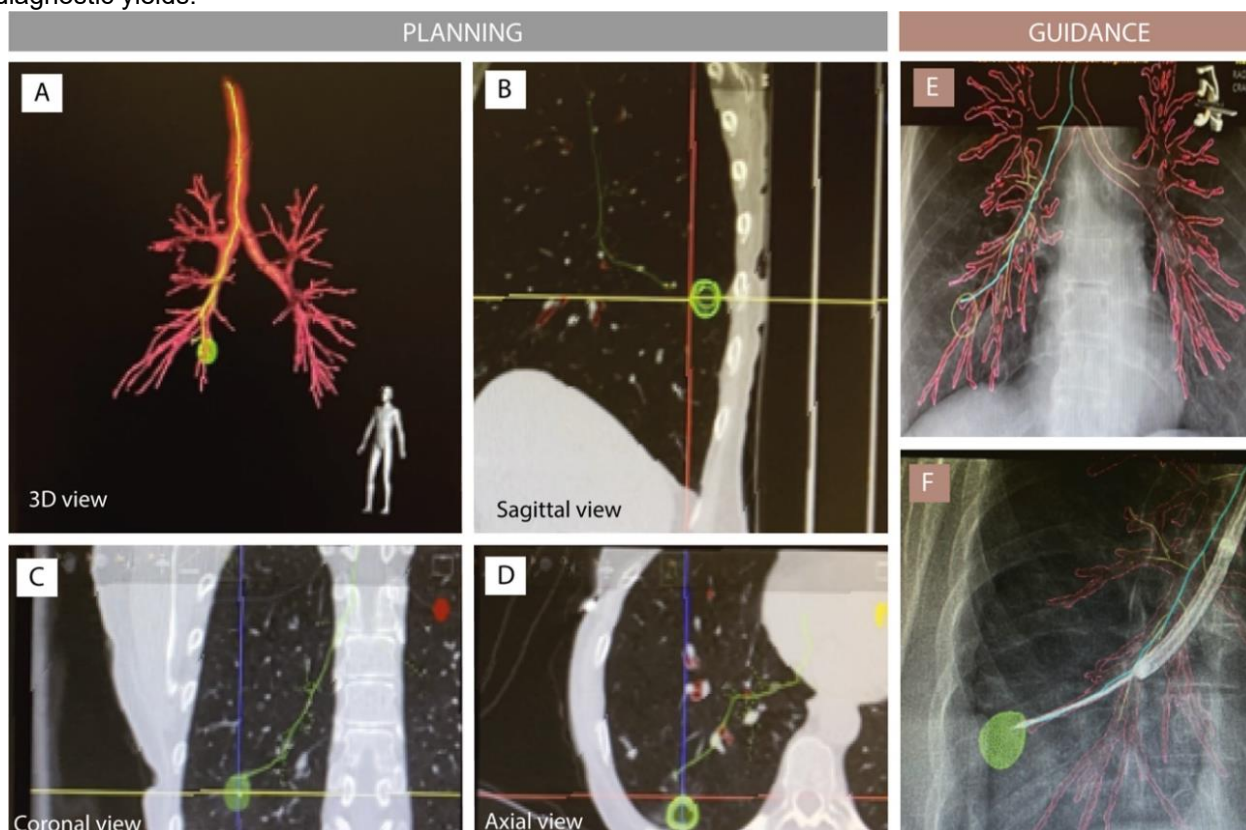 diagnostic yields.
PLANNING
GUIDANCE
A
B
E
3D view
Sagittal view
C
D
F
Coronal view
Axial view